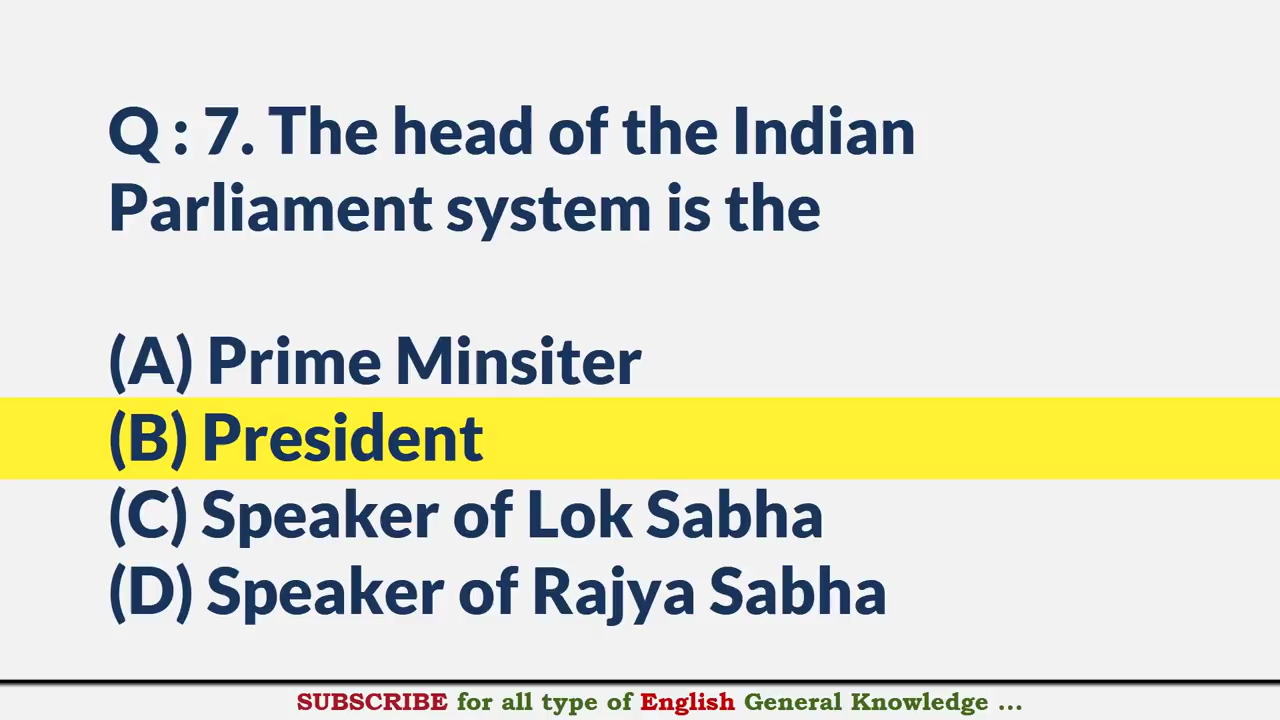 Q : 7. The head of the Indian
Parliament system is the
(A) Prime Minsiter
(B) President
(C) Speaker of Lok Sabha
(D) Speaker of Rajya Sabha
SUBSCRIBE for all type of English General Knowledge ...